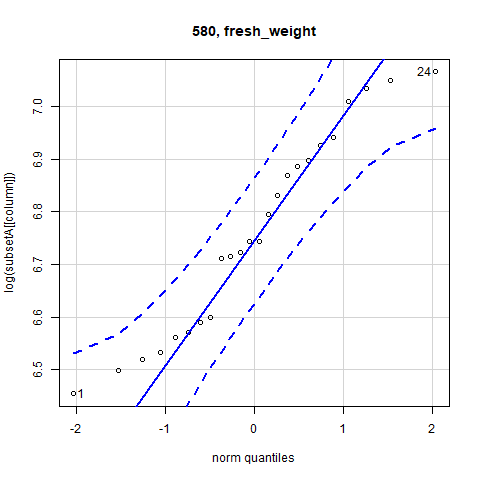 580, fresh_weight
log(subsetA[[column]])
7.0
6.9
6.8
6.7
6.6
6.5
24
1
-2 -1 0 1 2
norm quantiles